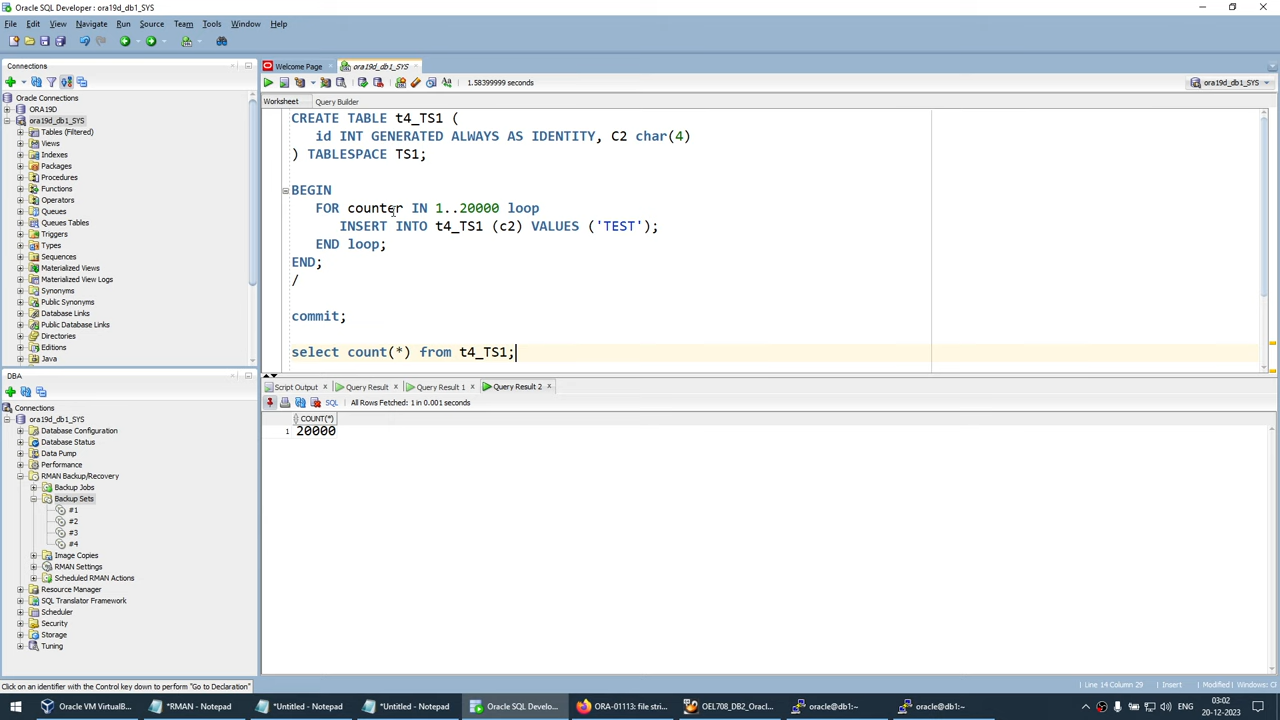 Oracle SQL Developer : ora19d_db1_SYS
File Edit View Navigate Run Source Team Tools Window Help
Connections
Welcome Page ora19d_db1_SYS
1.58399999 seconds
ora19d_db1_SYS
Worksheet Query Builder
Oracle Connections
ORA19D
ora19d_db1_SYS
Tables (Filtered)
Views
Indexes
Packages
Procedures
Functions
Operators
Queues
Queues Tables
Triggers
Types
Sequences
Materialized Views
Materialized View Logs
Synonyms
Public Synonyms
Database Links
Public Database Links
Directories
Editions
Java
CREATE TABLE t4_TS1 (
id INT GENERATED ALWAYS AS IDENTITY, C2 char(4)
) TABLESPACE TS1;
BEGIN
FOR counter IN 1..20000 loop
INSERT INTO t4_TS1 (c2) VALUES ('TEST');
END loop;
END;
/
commit;
select count(*) from t4_TS1;
DBA
Connections
ora19d_db1_SYS
Database Configuration
Database Status
Data Pump
Performance
RMAN Backup/Recovery
Backup Jobs
Backup Sets
#1
#2
#3
#4
Image Copies
RMAN Settings
Scheduled RMAN Actions
Resource Manager
SQL Translator Framework
Scheduler
Security
Storage
Tuning
Script Output Query Result Query Result 1 Query Result 2
SQL All Rows Fetched: 1 in 0.001 seconds
COUNT(*)
1 20000
Click on an identifier with the Control key down to perform "Go to Declaration"
Line 14 Column 29 Insert Modified Windows: C
Oracle VM VirtualB... *RMAN - Notepad *Untitled - Notepad *Untitled - Notepad Oracle SQL Develo... ORA-01113: file stri... OEL708_DB2_Oracl... oracle@db1:~ oracle@db1:~
03:02
20-12-2023